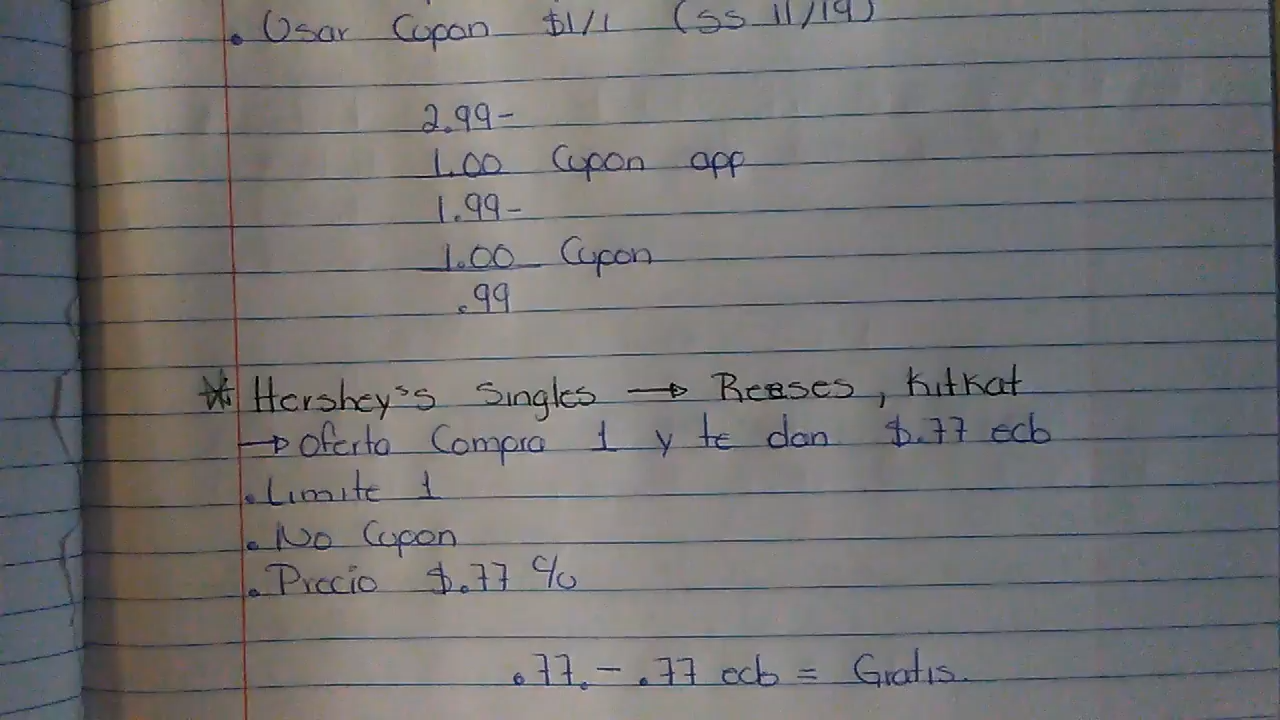 . Usar Cupon $1/1 (ss 11/19)
2.99-
1.00 Cupon app
1.99-
1.00 Cupon
.99
* Hershey's Singles → Reeses, KitKat
→ Oferta Compra 1 y te dan $.77 ecb
. Limite 1
. No Cupon
. Precio $.77 c/u
.77.- .77 ecb = Gratis.